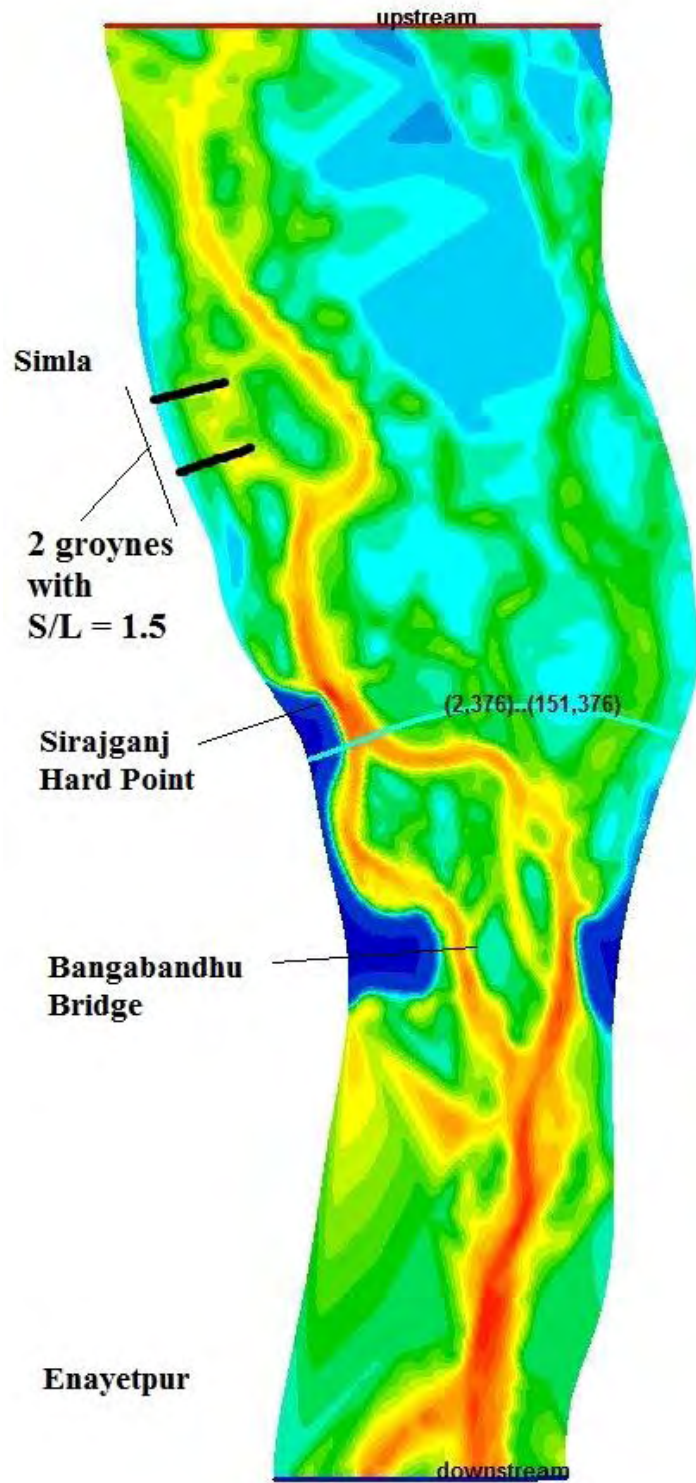 upstream
Simla
2 groynes
with
S/L = 1.5
(2,376)..(151,376)
Sirajganj
Hard Point
Bangabandhu
Bridge
Enayetpur
downstream